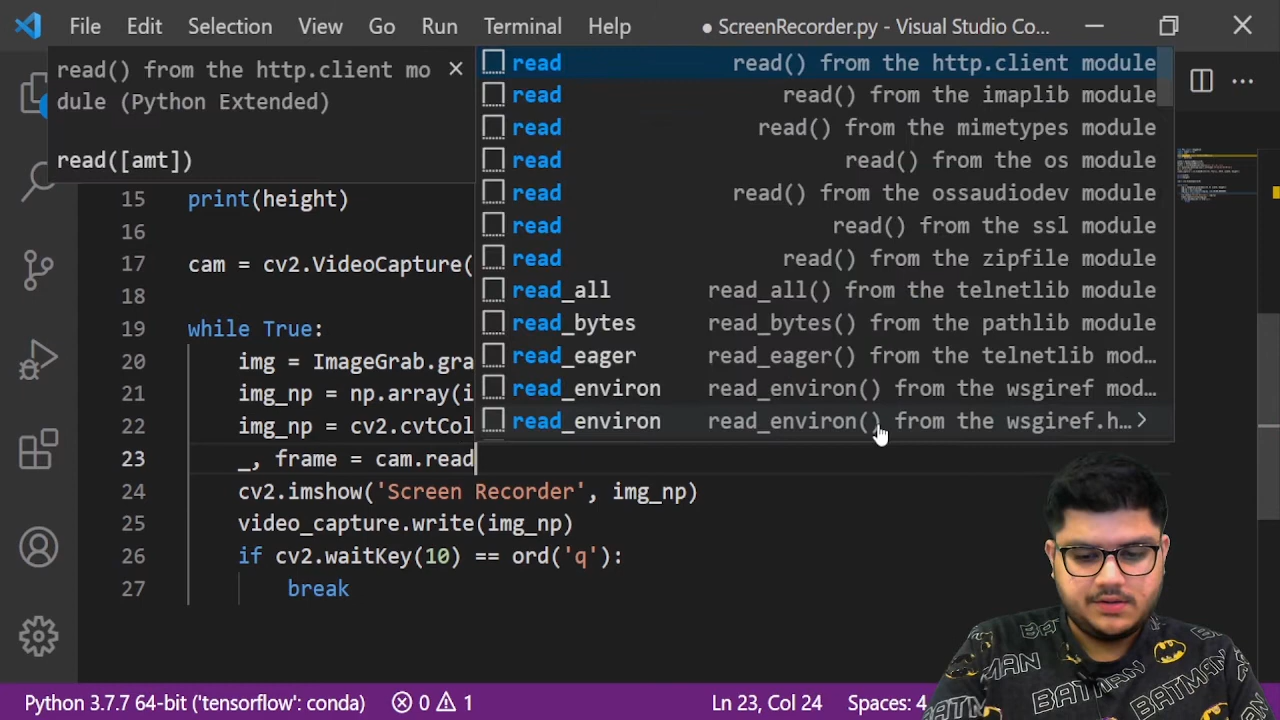 File Edit Selection View Go Run Terminal Help ● ScreenRecorder.py - Visual Studio Co...
read() from the http.client mo
dule (Python Extended)
read([amt])
read read() from the http.client module
read read() from the imaplib module
read read() from the mimetypes module
read read() from the os module
read read() from the ossaudiodev module
read read() from the ssl module
read read() from the zipfile module
read_all read_all() from the telnetlib module
read_bytes read_bytes() from the pathlib module
read_eager read_eager() from the telnetlib mod...
read_environ read_environ() from the wsgiref mod...
read_environ read_environ() from the wsgiref.h...
15 print(height)
16
17 cam = cv2.VideoCapture(
18
19 while True:
20 img = ImageGrab.gra
21 img_np = np.array(i
22 img_np = cv2.cvtCol
23 _, frame = cam.read
24 cv2.imshow('Screen Recorder', img_np)
25 video_capture.write(img_np)
26 if cv2.waitKey(10) == ord('q'):
27 break
BATMAN
BATMAN
BATMAN
Python 3.7.7 64-bit ('tensorflow': conda) 0 1 Ln 23, Col 24 Spaces: 4